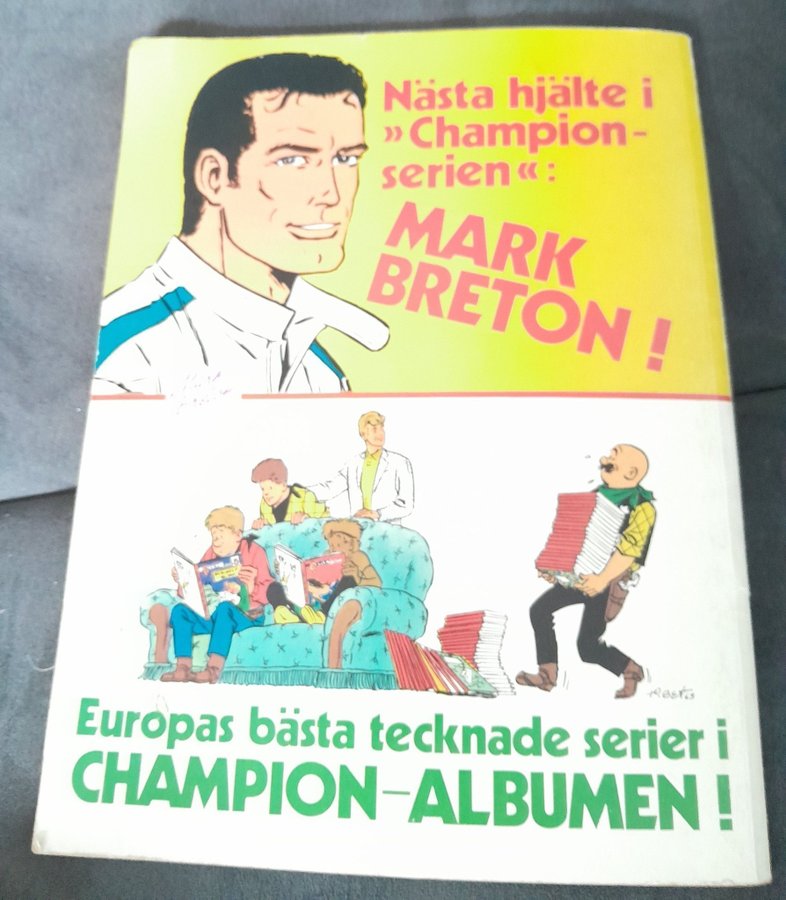 Nästa hjälte i
»Champion-
serien«:
MARK
BRETON!
Europas bästa tecknade serier i
CHAMPION-ALBUMEN!